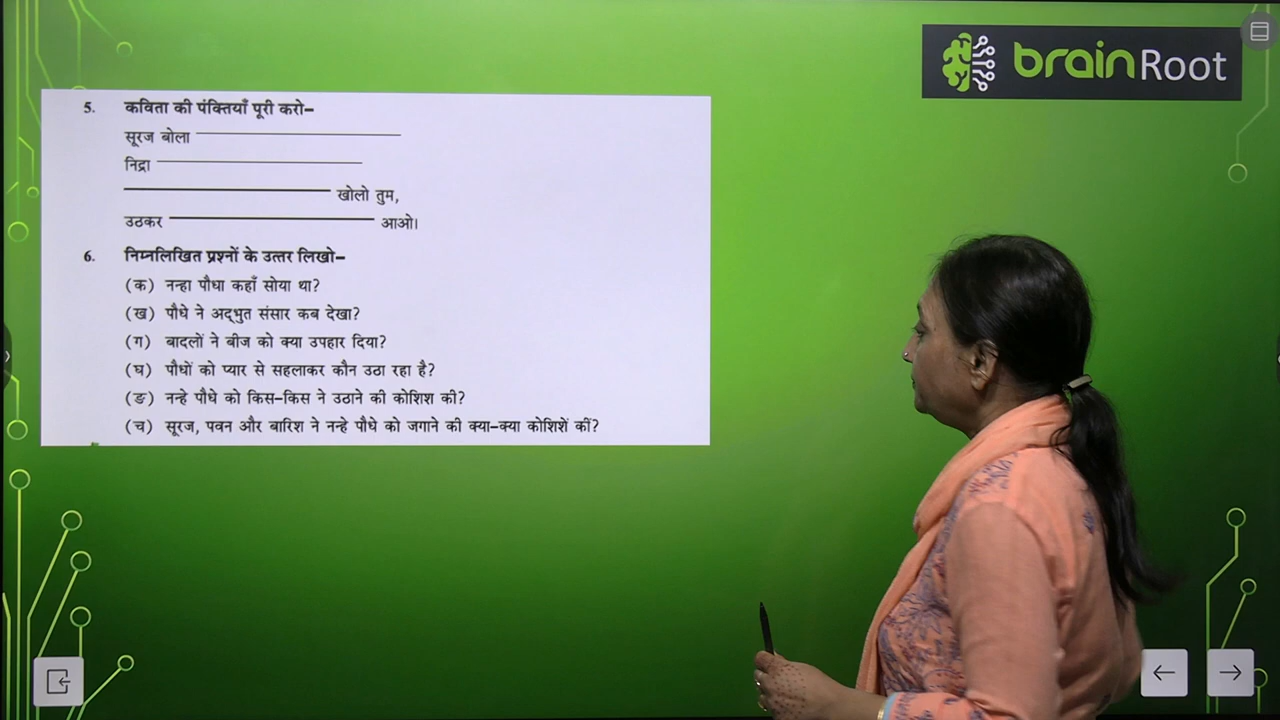 brainRoot
5. कविता की पंक्तियाँ पूरी करो–
सूरज बोला
निद्रा
खोलो तुम,
उठकर आओ।
6. निम्नलिखित प्रश्नों के उत्तर लिखो–
(क) नन्हा पौधा कहाँ सोया था?
(ख) पौधे ने अद्भुत संसार कब देखा?
(ग) बादलों ने बीज को क्या उपहार दिया?
(घ) पौधों को प्यार से सहलाकर कौन उठा रहा है?
(ङ) नन्हे पौधे को किस–किस ने उठाने की कोशिश की?
(च) सूरज, पवन और बारिश ने नन्हे पौधे को जगाने की क्या–क्या कोशिशें कीं?